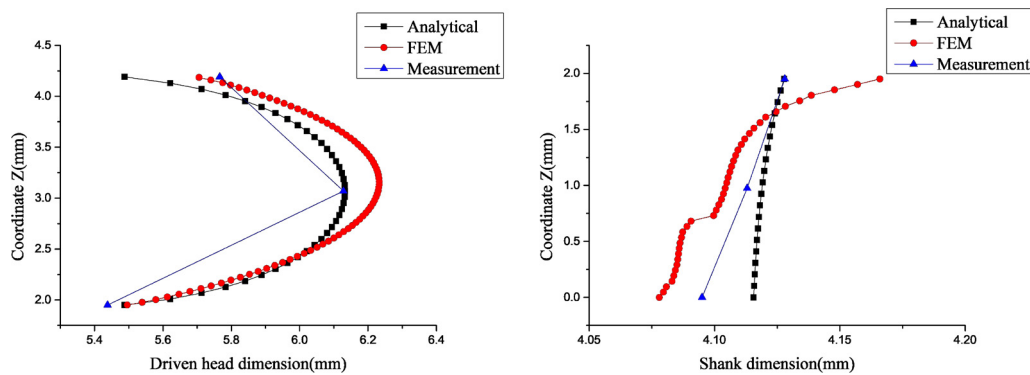 Analytical
FEM
Measurement
4.5
4.0
3.5
3.0
2.5
2.0
Coordinate Z(mm)
5.4
5.6
5.8
6.0
6.2
6.4
Driven head dimension(mm)
Analytical
FEM
Measurement
2.0
1.5
1.0
0.5
0.0
Coordinate Z(mm)
4.05
4.10
4.15
4.20
Shank dimension(mm)